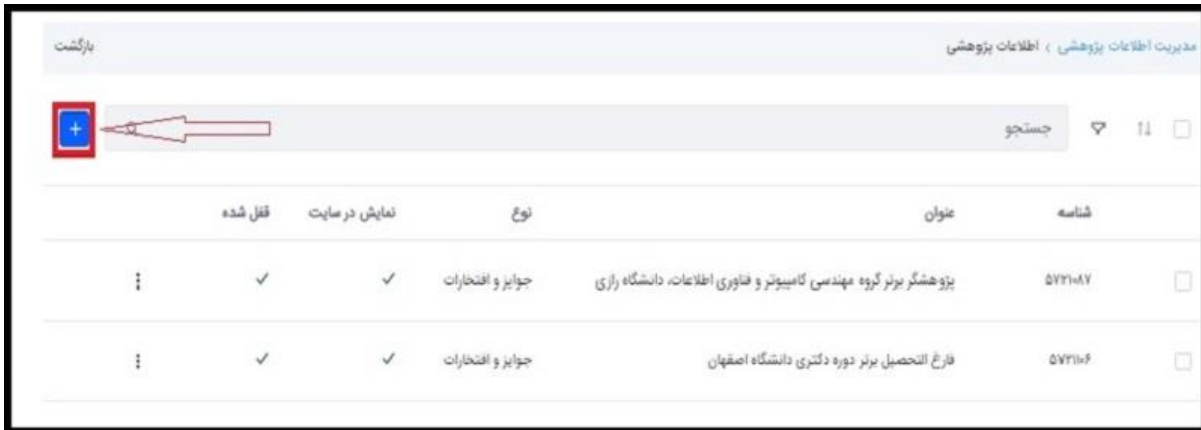 مدیریت اطلاعات پژوهشی › اطلاعات پژوهشی بازگشت
جستجو +
شناسه عنوان نوع نمایش در سایت قفل شده
۵۷۲۱۰۸۷ پژوهشگر برتر گروه مهندسی کامپیوتر و فناوری اطلاعات، دانشگاه رازی جوایز و افتخارات
۵۷۲۱۱۰۶ فارغ التحصیل برتر دوره دکتری دانشگاه اصفهان جوایز و افتخارات